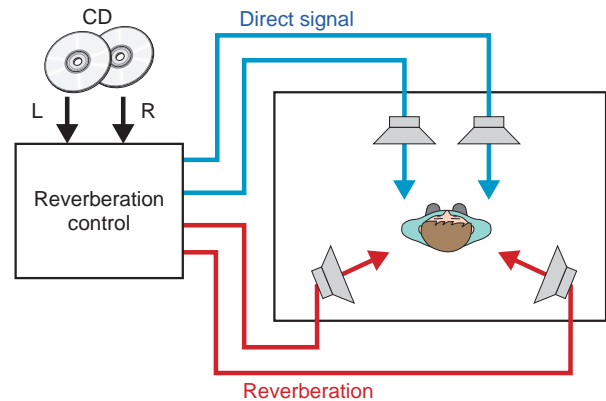 CD
Direct signal
L
R
Reverberation
control
Reverberation